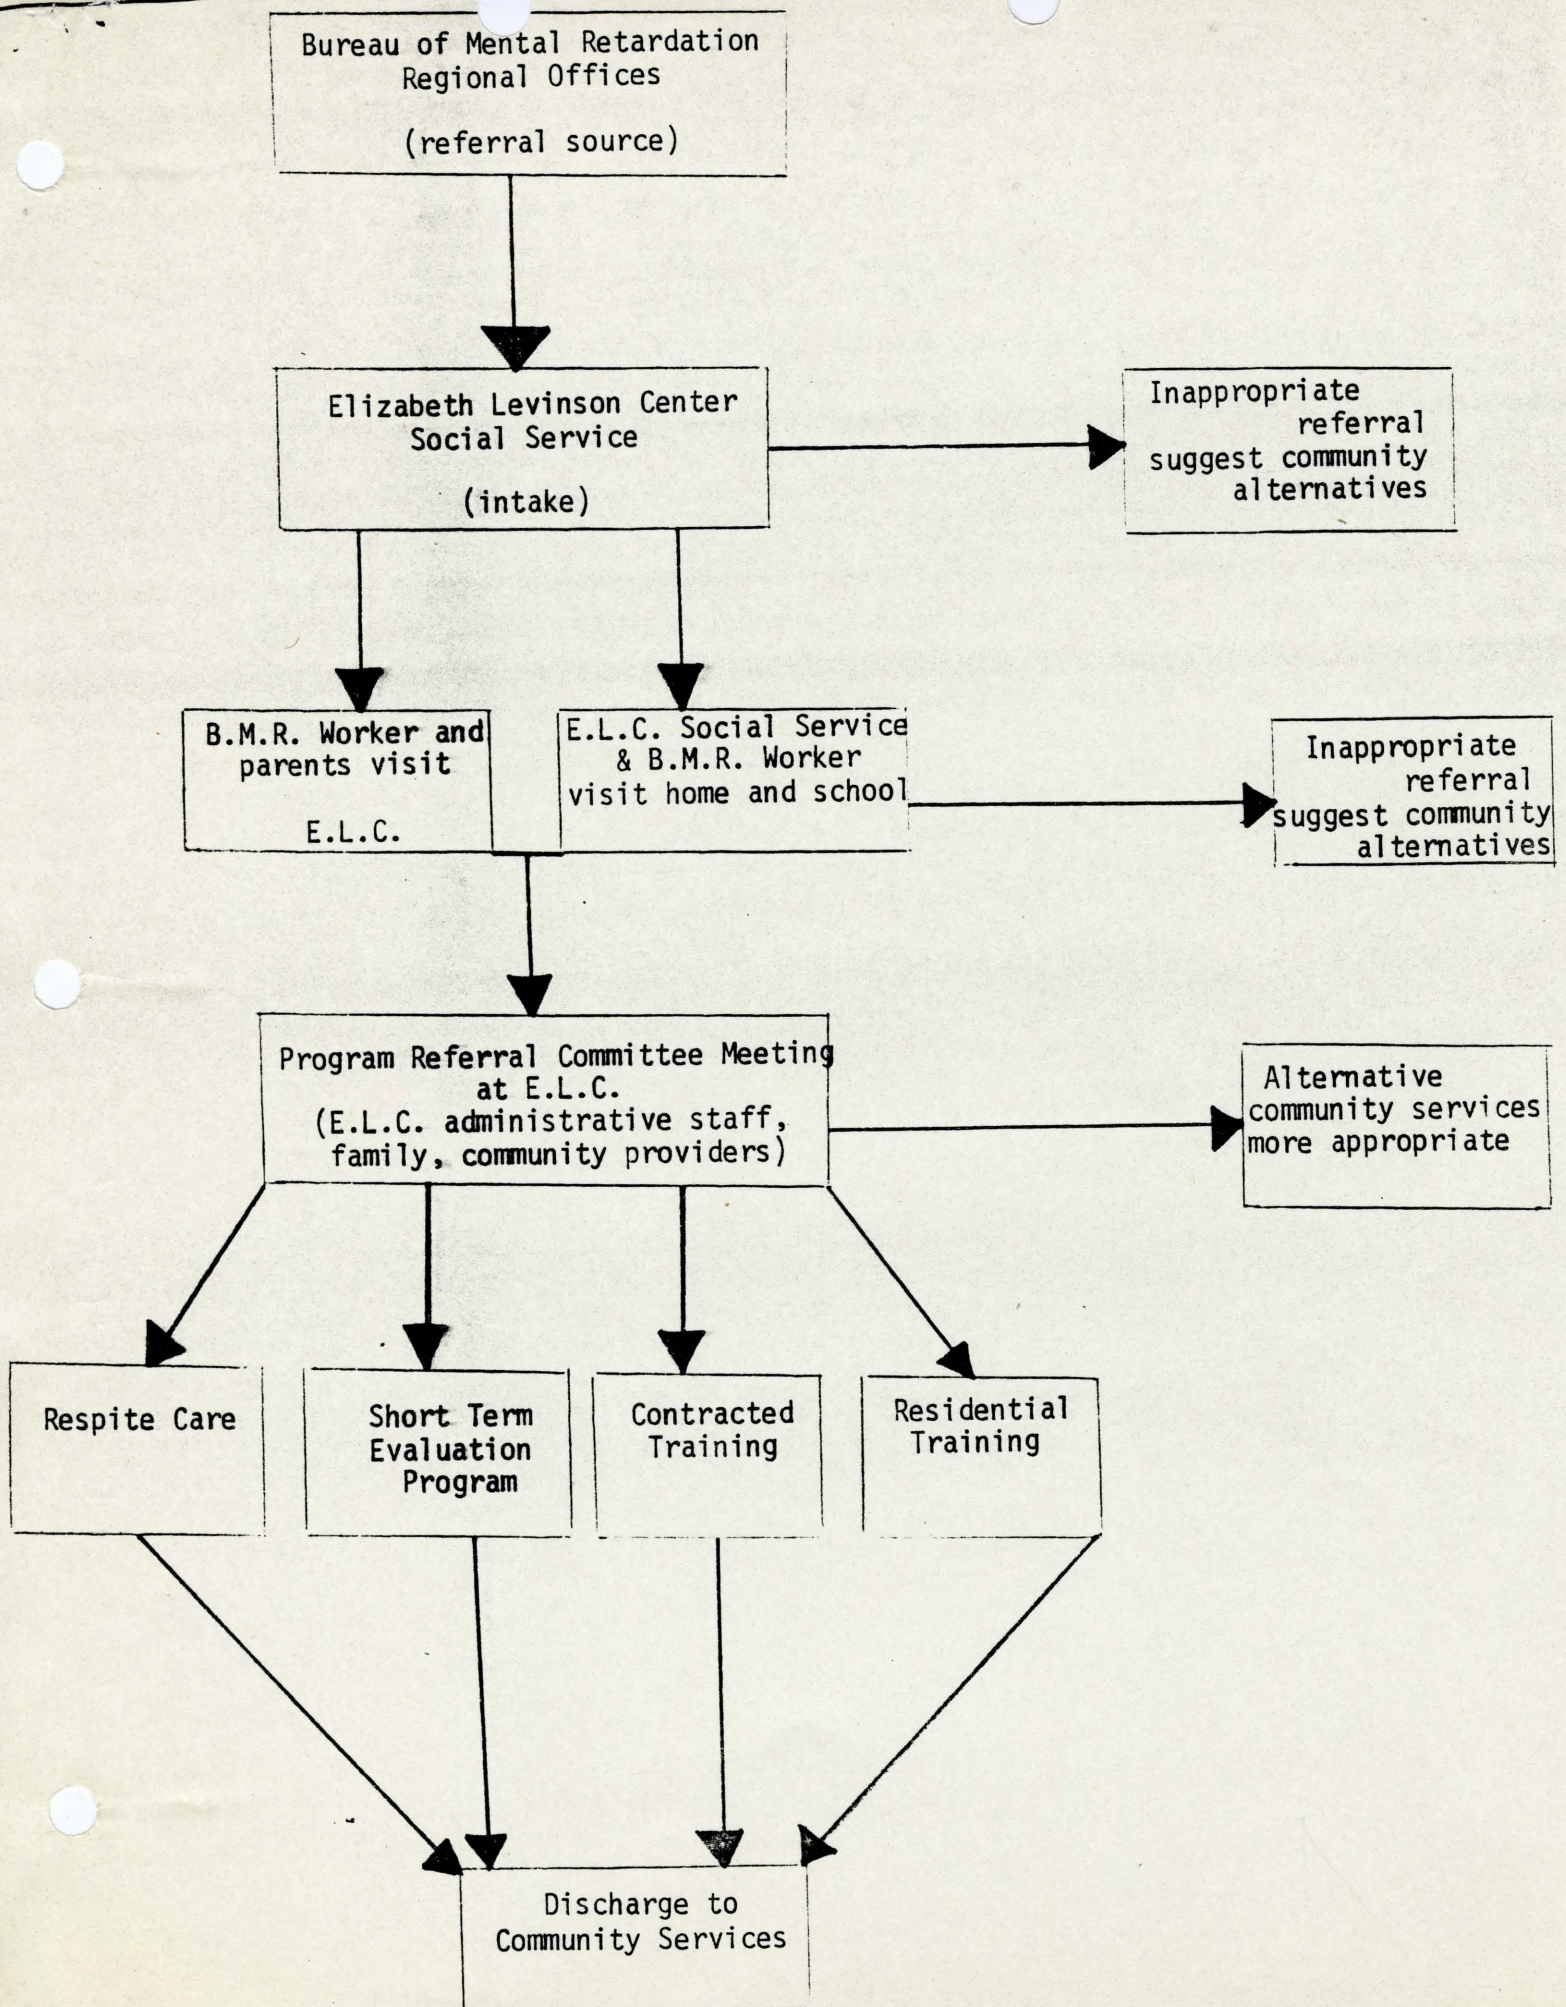 Bureau of Mental Retardation
Regional Offices
(referral source)
Elizabeth Levinson Center
Social Service
(intake)
Inappropriate
referral
suggest community
alternatives
B.M.R. Worker and
parents visit
E.L.C.
E.L.C. Social Service
& B.M.R. Worker
visit home and school
Inappropriate
referral
suggest community
alternatives
Program Referral Committee Meeting
at E.L.C.
(E.L.C. administrative staff,
family, community providers)
Alternative
community services
more appropriate
Respite Care
Short Term
Evaluation
Program
Contracted
Training
Residential
Training
Discharge to
Community Services